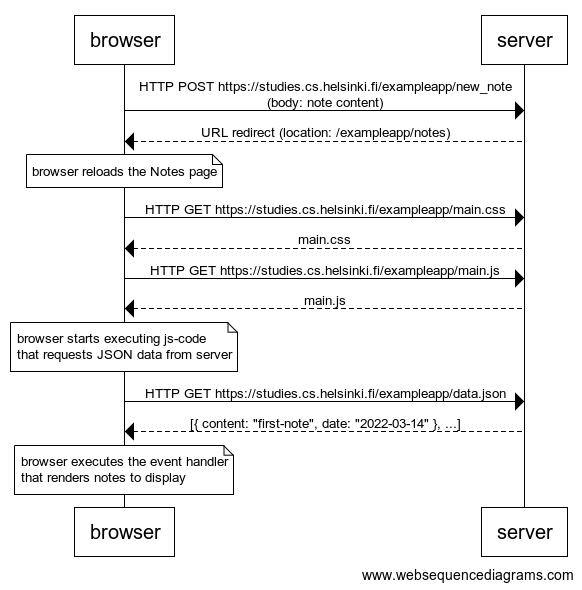 browser
server
HTTP POST https://studies.cs.helsinki.fi/exampleapp/new_note
(body: note content)
URL redirect (location: /exampleapp/notes)
browser reloads the Notes page
HTTP GET https://studies.cs.helsinki.fi/exampleapp/main.css
main.css
HTTP GET https://studies.cs.helsinki.fi/exampleapp/main.js
main.js
browser starts executing js-code
that requests JSON data from server
HTTP GET https://studies.cs.helsinki.fi/exampleapp/data.json
[{ content: "first-note", date: "2022-03-14" }, ...]
browser executes the event handler
that renders notes to display
browser
server
www.websequencediagrams.com